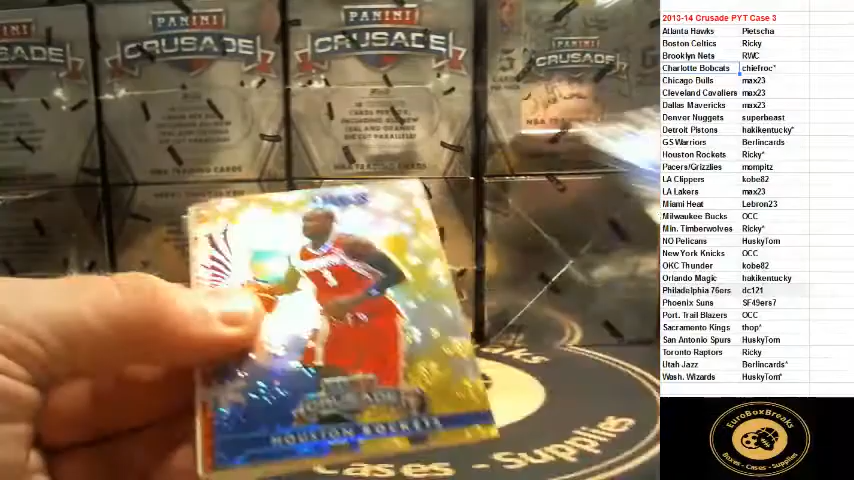 PANINI
CRUSADE
PANINI
CRUSADE
PANINI
CRUSADE
CRUSADE
CRUSADE
HOUSTON ROCKETS
Cases - Supplies
2013-14 Crusade PYT Case 3
Atlanta Hawks Pietscha
Boston Celtics Ricky
Brooklyn Nets RWC
Charlotte Bobcats chiefroc*
Chicago Bulls max23
Cleveland Cavaliers max23
Dallas Mavericks max23
Denver Nuggets superbeast
Detroit Pistons hakikentucky*
GS Warriors Berlincards
Houston Rockets Ricky*
Pacers/Grizzlies mompitz
LA Clippers kobe82
LA Lakers max23
Miami Heat Lebron23
Milwaukee Bucks OCC
Min. Timberwolves Ricky*
NO Pelicans HuskyTom
New York Knicks OCC
OKC Thunder kobe82
Orlando Magic hakikentucky
Philadelphia 76ers dc121
Phoenix Suns SF49ers7
Port. Trail Blazers OCC
Sacramento Kings thop*
San Antonio Spurs HuskyTom
Toronto Raptors Ricky
Utah Jazz Berlincards*
Wash. Wizards HuskyTom*
EuroBoxBreaks
Boxes - Cases - Supplies